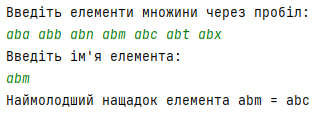 Введіть елементи множини через пробіл:
aba abb abn abm abc abt abx
Введіть ім'я елемента:
abm
Наймолодший нащадок елемента abm = abc